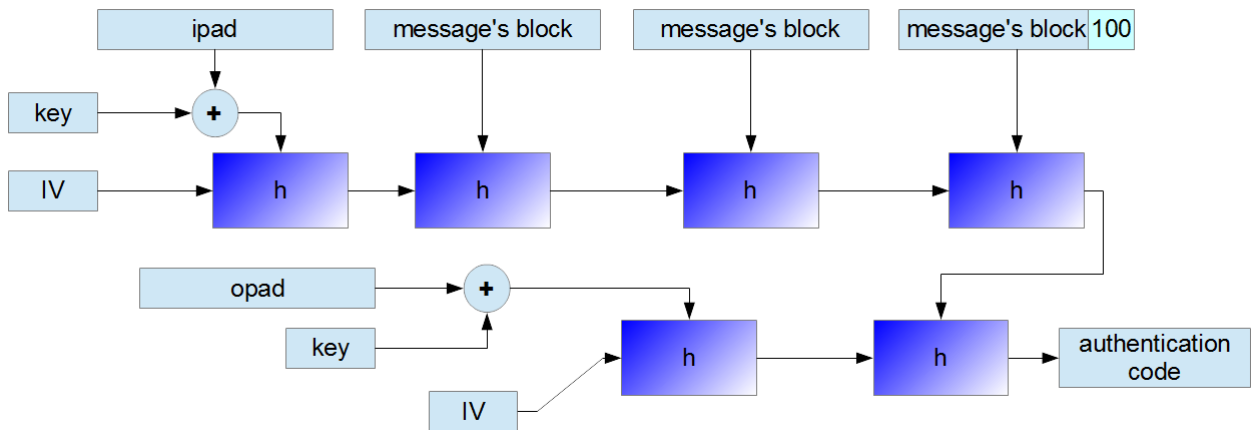 ipad
message's block
message's block
message's block 100
+
key
IV
h
h
h
h
opad
+
key
h
h
authentication
code
IV